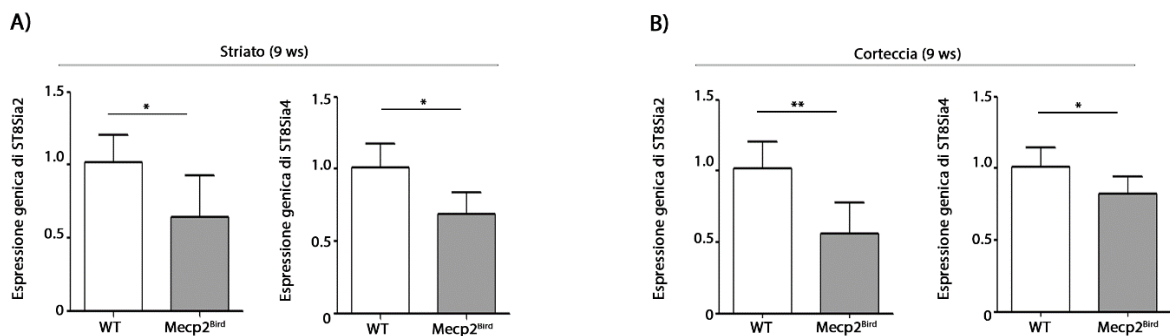 A)
Striato (9 ws)
Espressione genica di ST8Sia2
1.5
1.0
0.5
0
*
WT
Mecp2Bird
Espressione genica di ST8Sia4
1.5
1.0
0.5
0
*
WT
Mecp2Bird
B)
Corteccia (9 ws)
Espressione genica di ST8Sia2
1.5
1.0
0.5
0
**
WT
Mecp2Bird
Espressione genica di ST8Sia4
1.5
1.0
0.5
0
*
WT
Mecp2Bird